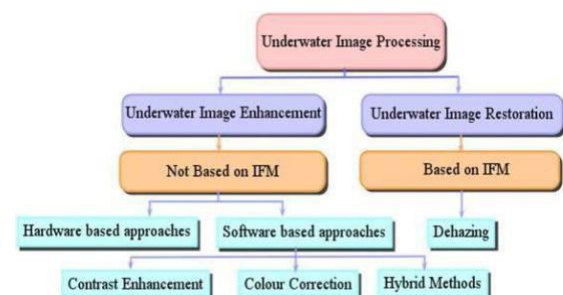 Underwater Image Processing
Underwater Image Enhancement
Underwater Image Restoration
Not Based on IFM
Based on IFM
Hardware based approaches
Software based approaches
Dehazing
Contrast Enhancement
Colour Correction
Hybrid Methods